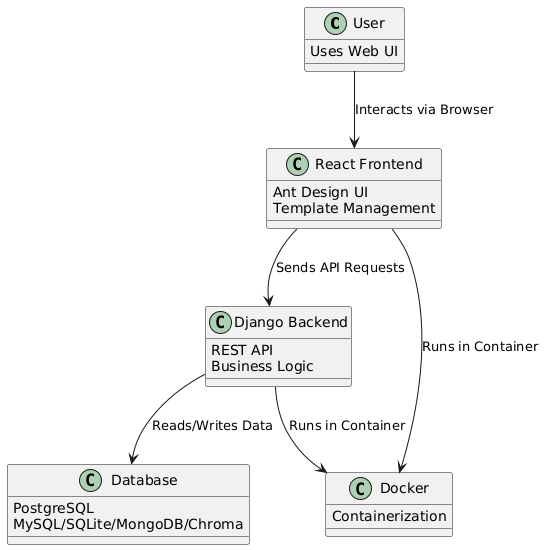 C User
Uses Web UI
Interacts via Browser
C React Frontend
Ant Design UI
Template Management
Sends API Requests
C Django Backend
REST API
Business Logic
Runs in Container
Reads/Writes Data
Runs in Container
C Database
PostgreSQL
MySQL/SQLite/MongoDB/Chroma
C Docker
Containerization